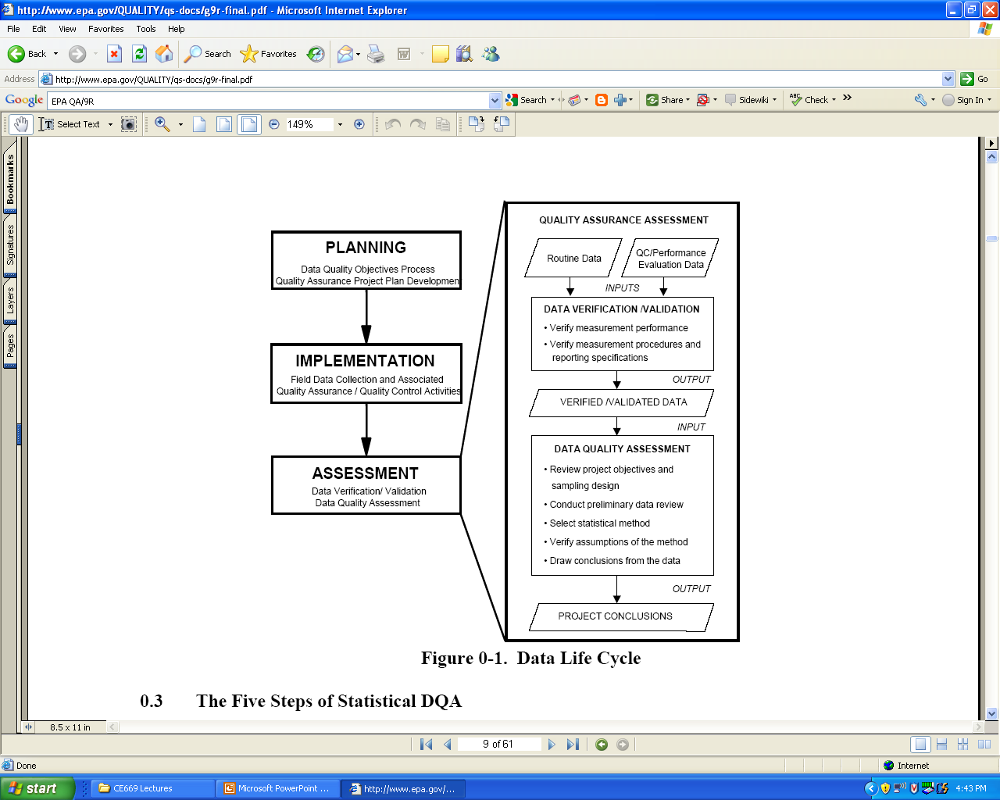 http://www.epa.gov/QUALITY/qs-docs/g9r-final.pdf - Microsoft Internet Explorer
File Edit View Favorites Tools Help
Back Search Favorites
Address http://www.epa.gov/QUALITY/qs-docs/g9r-final.pdf Go
Google EPA QA/9R Search Share Sidewiki ABC Check >> Sign In
Select Text 149%
Bookmarks
Signatures
Layers
Pages
PLANNING
Data Quality Objectives Process
Quality Assurance Project Plan Development
IMPLEMENTATION
Field Data Collection and Associated
Quality Assurance / Quality Control Activities
ASSESSMENT
Data Verification/ Validation
Data Quality Assessment
QUALITY ASSURANCE ASSESSMENT
Routine Data
QC/Performance
Evaluation Data
INPUTS
DATA VERIFICATION /VALIDATION
• Verify measurement performance
• Verify measurement procedures and
reporting specifications
OUTPUT
VERIFIED /VALIDATED DATA
INPUT
DATA QUALITY ASSESSMENT
• Review project objectives and
sampling design
• Conduct preliminary data review
• Select statistical method
• Verify assumptions of the method
• Draw conclusions from the data
OUTPUT
PROJECT CONCLUSIONS
Figure 0-1. Data Life Cycle
0.3 The Five Steps of Statistical DQA
8.5 x 11 in
9 of 61
Done Internet
start CE669 Lectures Microsoft PowerPoint ... http://www.epa.gov/... 4:43 PM